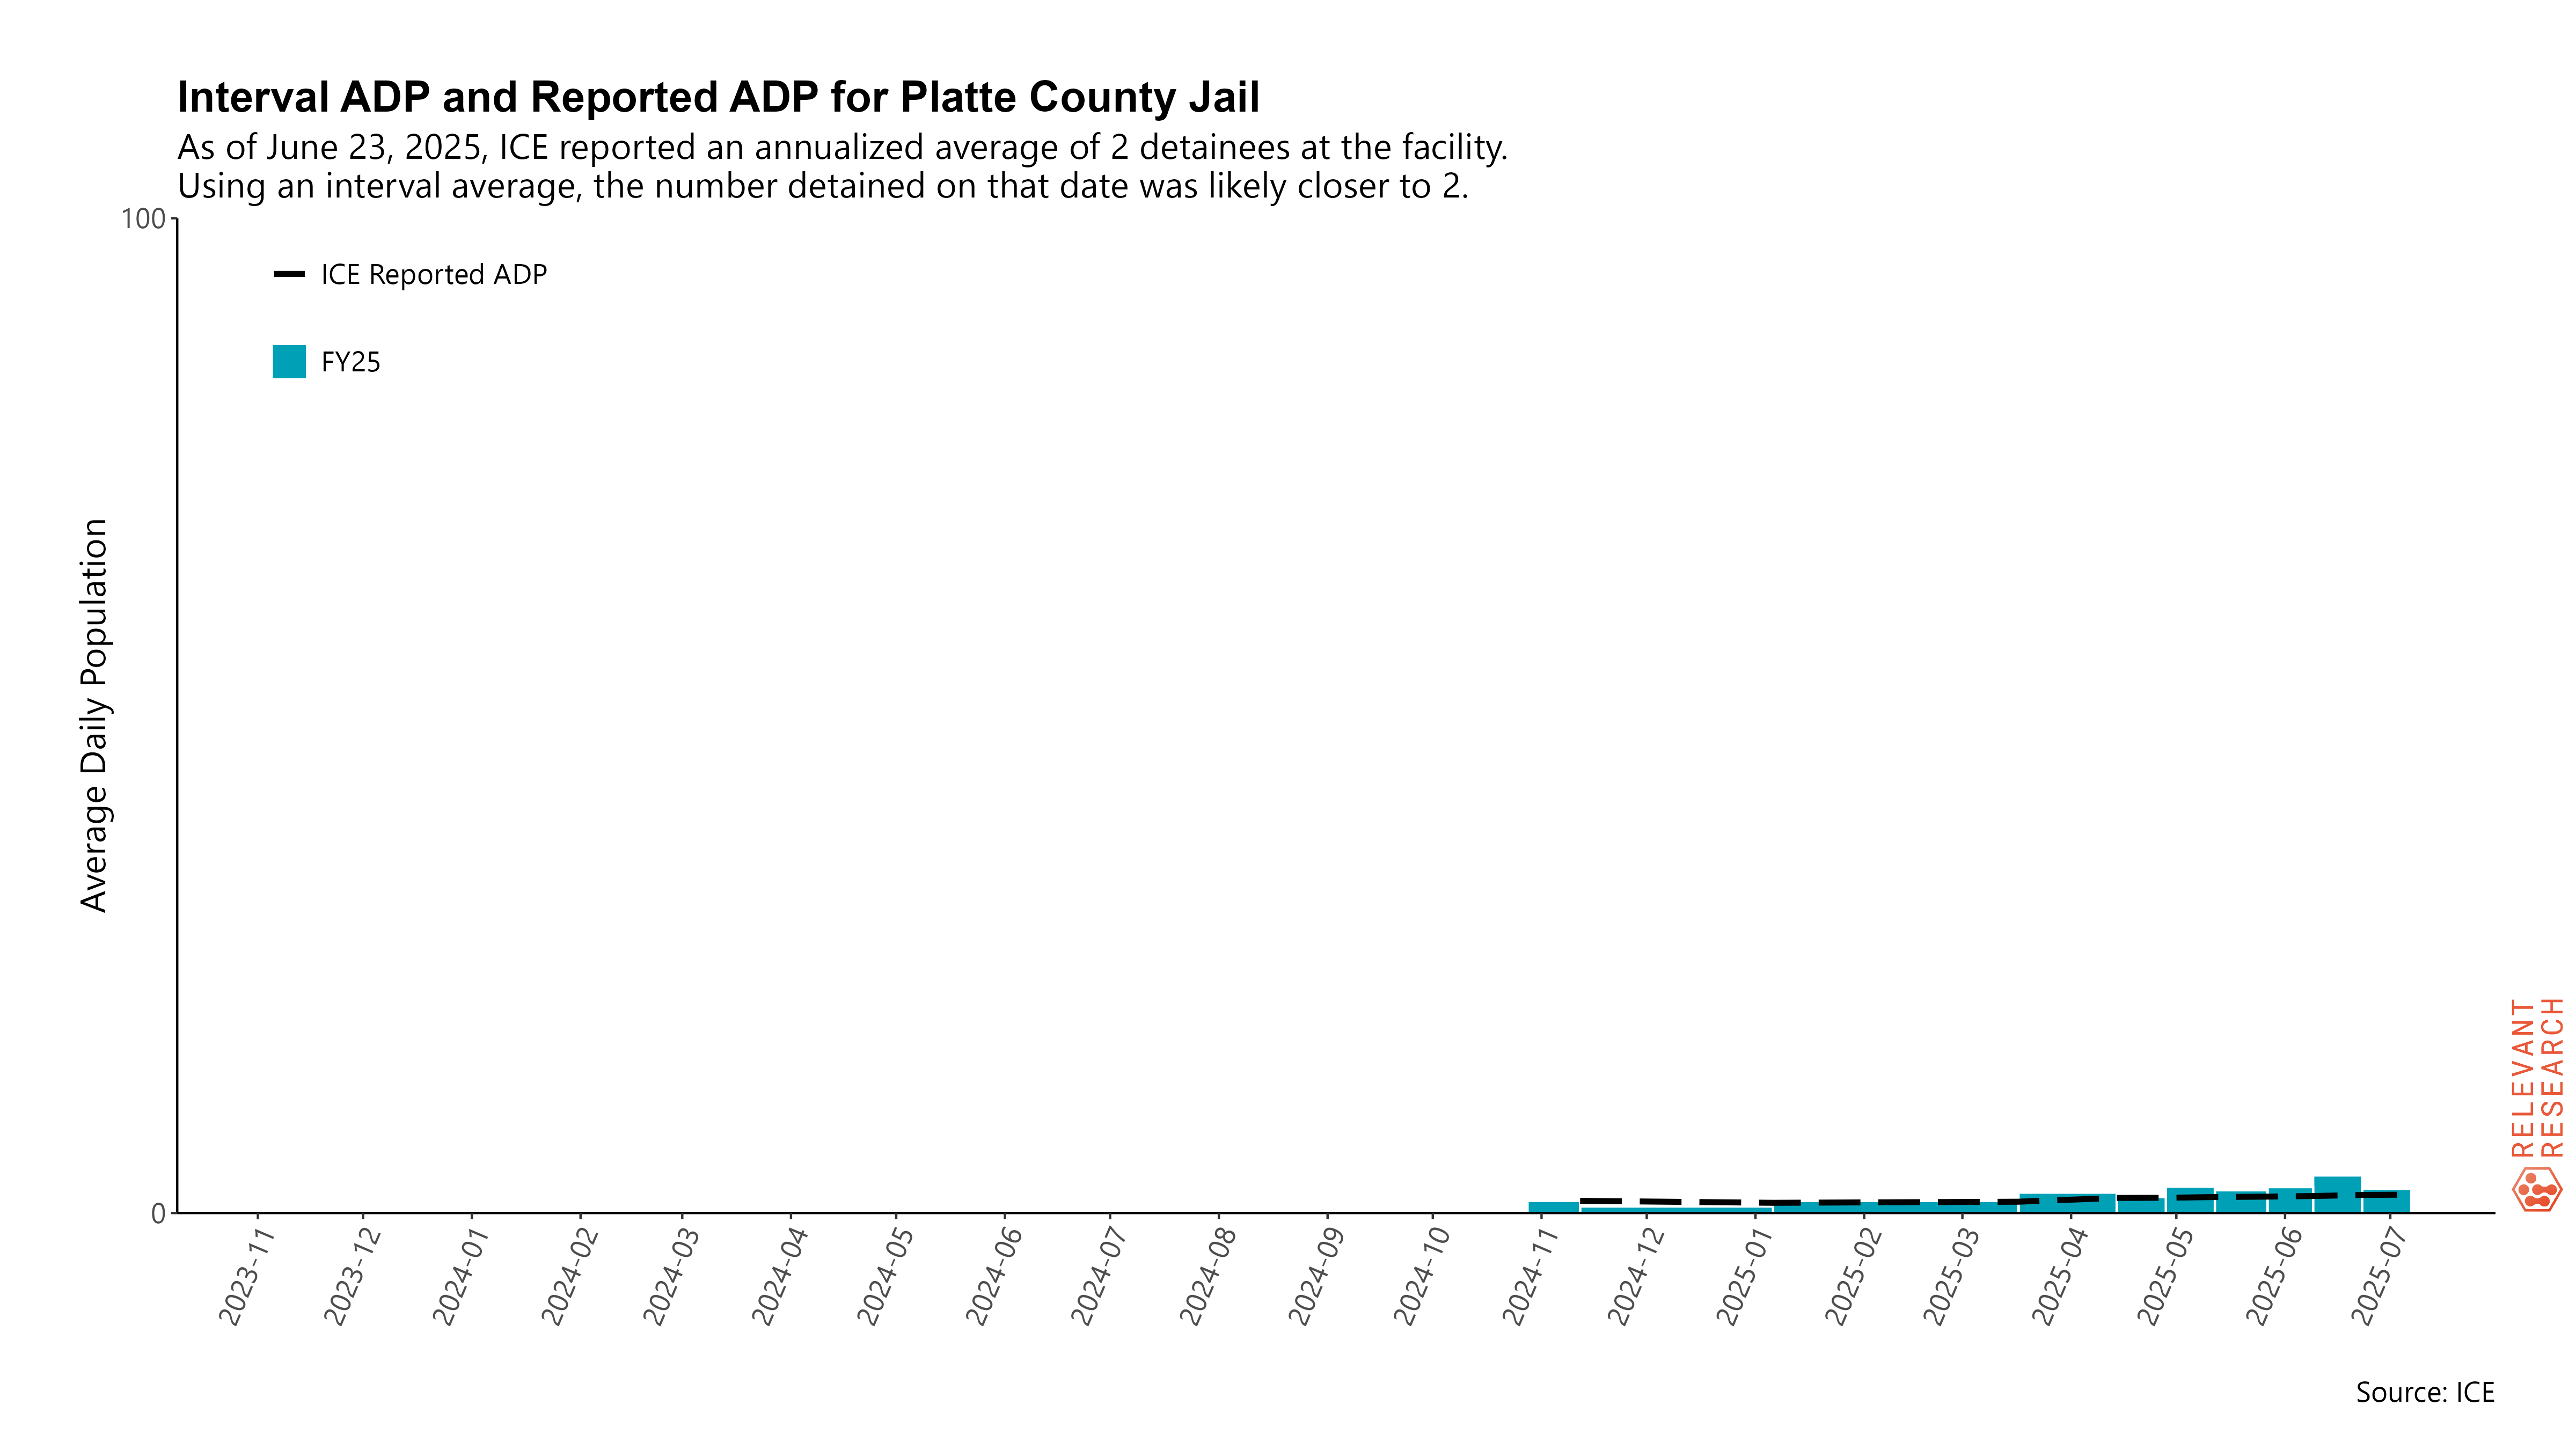 Interval ADP and Reported ADP for Platte County Jail
As of June 23, 2025, ICE reported an annualized average of 2 detainees at the facility.
Using an interval average, the number detained on that date was likely closer to 2.
100
ICE Reported ADP
FY25
Average Daily Population
0
2023-11
2023-12
2024-01
2024-02
2024-03
2024-04
2024-05
2024-06
2024-07
2024-08
2024-09
2024-10
2024-11
2024-12
2025-01
2025-02
2025-03
2025-04
2025-05
2025-06
2025-07
RELEVANT
RESEARCH
Source: ICE